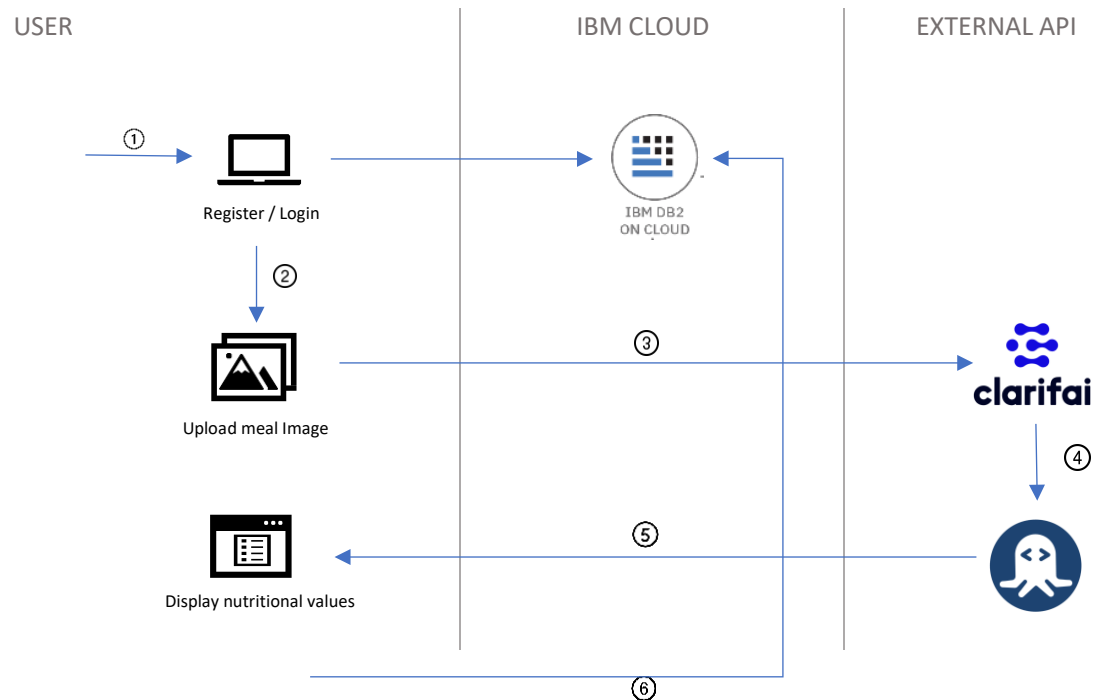 USER
IBM CLOUD
EXTERNAL API
①
Register / Login
IBM DB2
ON CLOUD
②
③
clarifai
Upload meal Image
④
⑤
< >
Display nutritional values
⑥